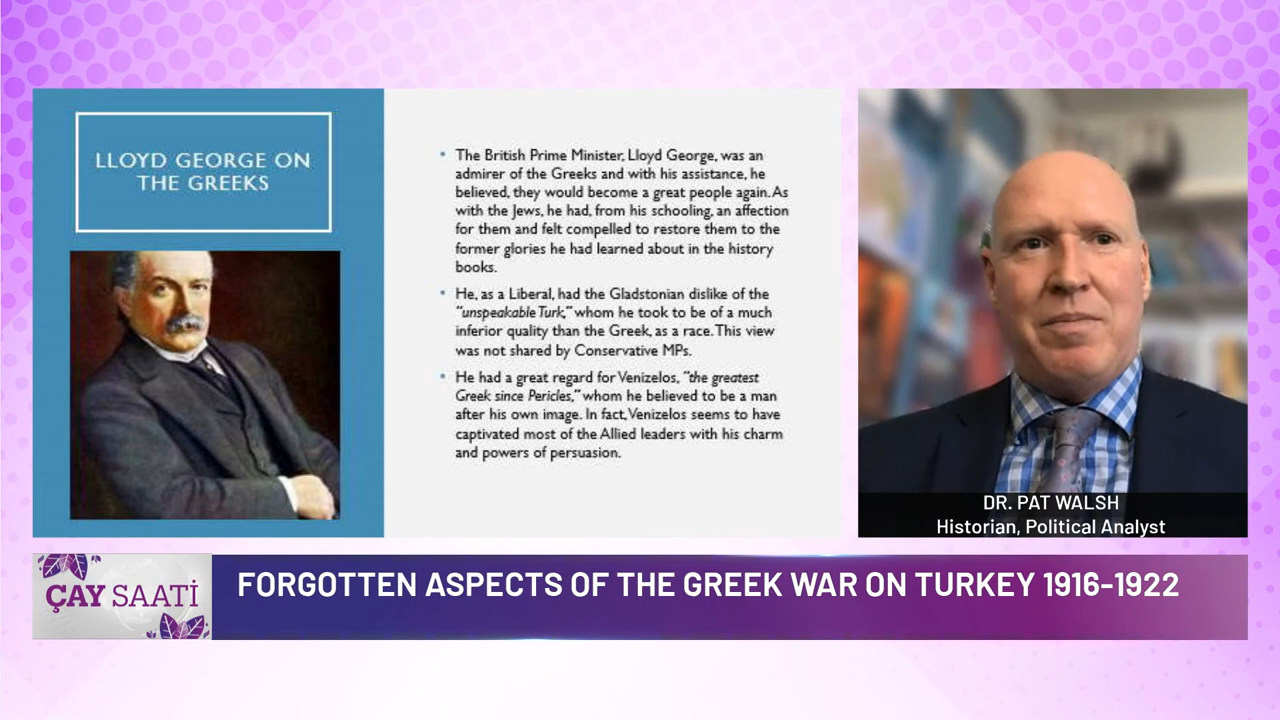 LLOYD GEORGE ON
THE GREEKS
• The British Prime Minister, Lloyd George, was an
admirer of the Greeks and with his assistance, he
believed, they would become a great people again. As
with the Jews, he had, from his schooling, an affection
for them and felt compelled to restore them to the
former glories he had learned about in the history
books.
• He, as a Liberal, had the Gladstonian dislike of the
"unspeakable Turk," whom he took to be of a much
inferior quality than the Greek, as a race. This view
was not shared by Conservative MPs.
• He had a great regard for Venizelos, "the greatest
Greek since Pericles," whom he believed to be a man
after his own image. In fact, Venizelos seems to have
captivated most of the Allied leaders with his charm
and powers of persuasion.
DR. PAT WALSH
Historian, Political Analyst
ÇAY SAATİ
FORGOTTEN ASPECTS OF THE GREEK WAR ON TURKEY 1916-1922